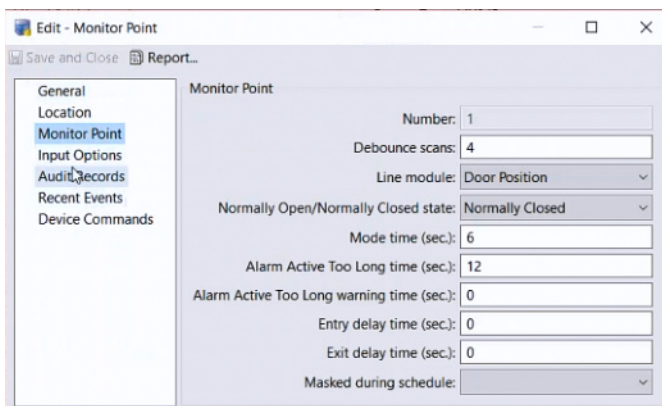 Edit - Monitor Point
Save and Close Report...
General
Location
Monitor Point
Input Options
Audit Records
Recent Events
Device Commands
Monitor Point
Number: 1
Debounce scans: 4
Line module: Door Position
Normally Open/Normally Closed state: Normally Closed
Mode time (sec.): 6
Alarm Active Too Long time (sec.): 12
Alarm Active Too Long warning time (sec.): 0
Entry delay time (sec.): 0
Exit delay time (sec.): 0
Masked during schedule: